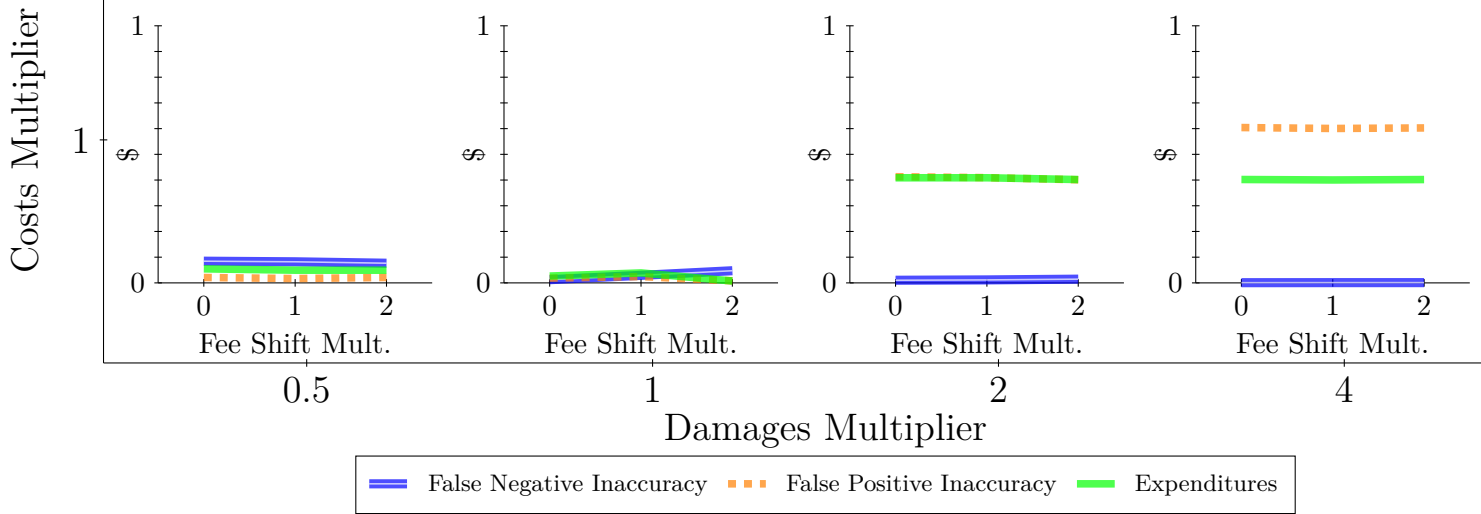 Costs Multiplier
1
1
$
0
0 1 2
Fee Shift Mult.
1
$
0
0 1 2
Fee Shift Mult.
1
$
0
0 1 2
Fee Shift Mult.
1
$
0
0 1 2
Fee Shift Mult.
0.5 1 2 4
Damages Multiplier
False Negative Inaccuracy False Positive Inaccuracy Expenditures